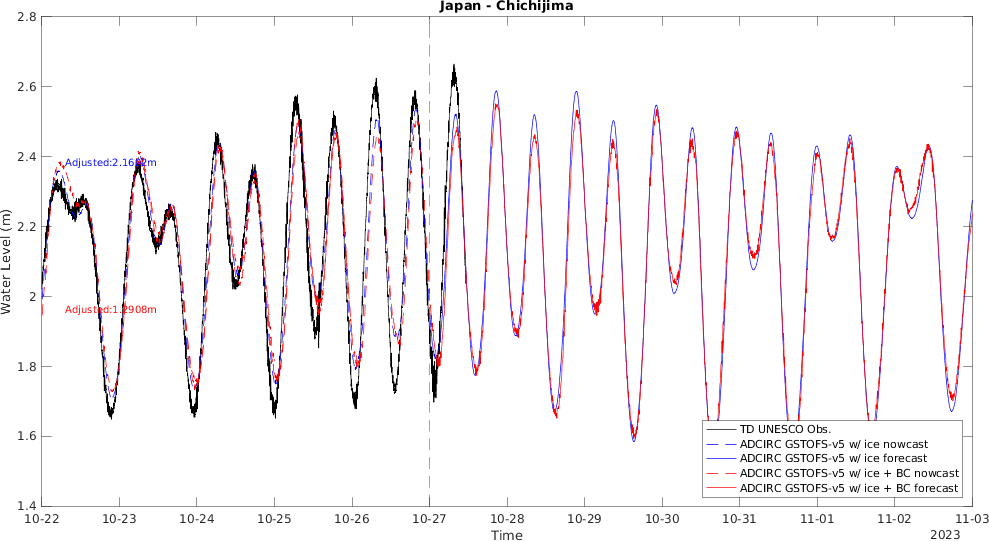 Japan - Chichijima
2.8
2.6
2.4
2.2
2
1.8
1.6
1.4
Water Level (m)
Adjusted:1.2908m
TD UNESCO Obs.
ADCIRC GSTOFS-v5 w/ ice nowcast
ADCIRC GSTOFS-v5 w/ ice forecast
ADCIRC GSTOFS-v5 w/ ice + BC nowcast
ADCIRC GSTOFS-v5 w/ ice + BC forecast
10-22 10-23 10-24 10-25 10-26 10-27 10-28 10-29 10-30 10-31 11-01 11-02 11-03
Time
2023